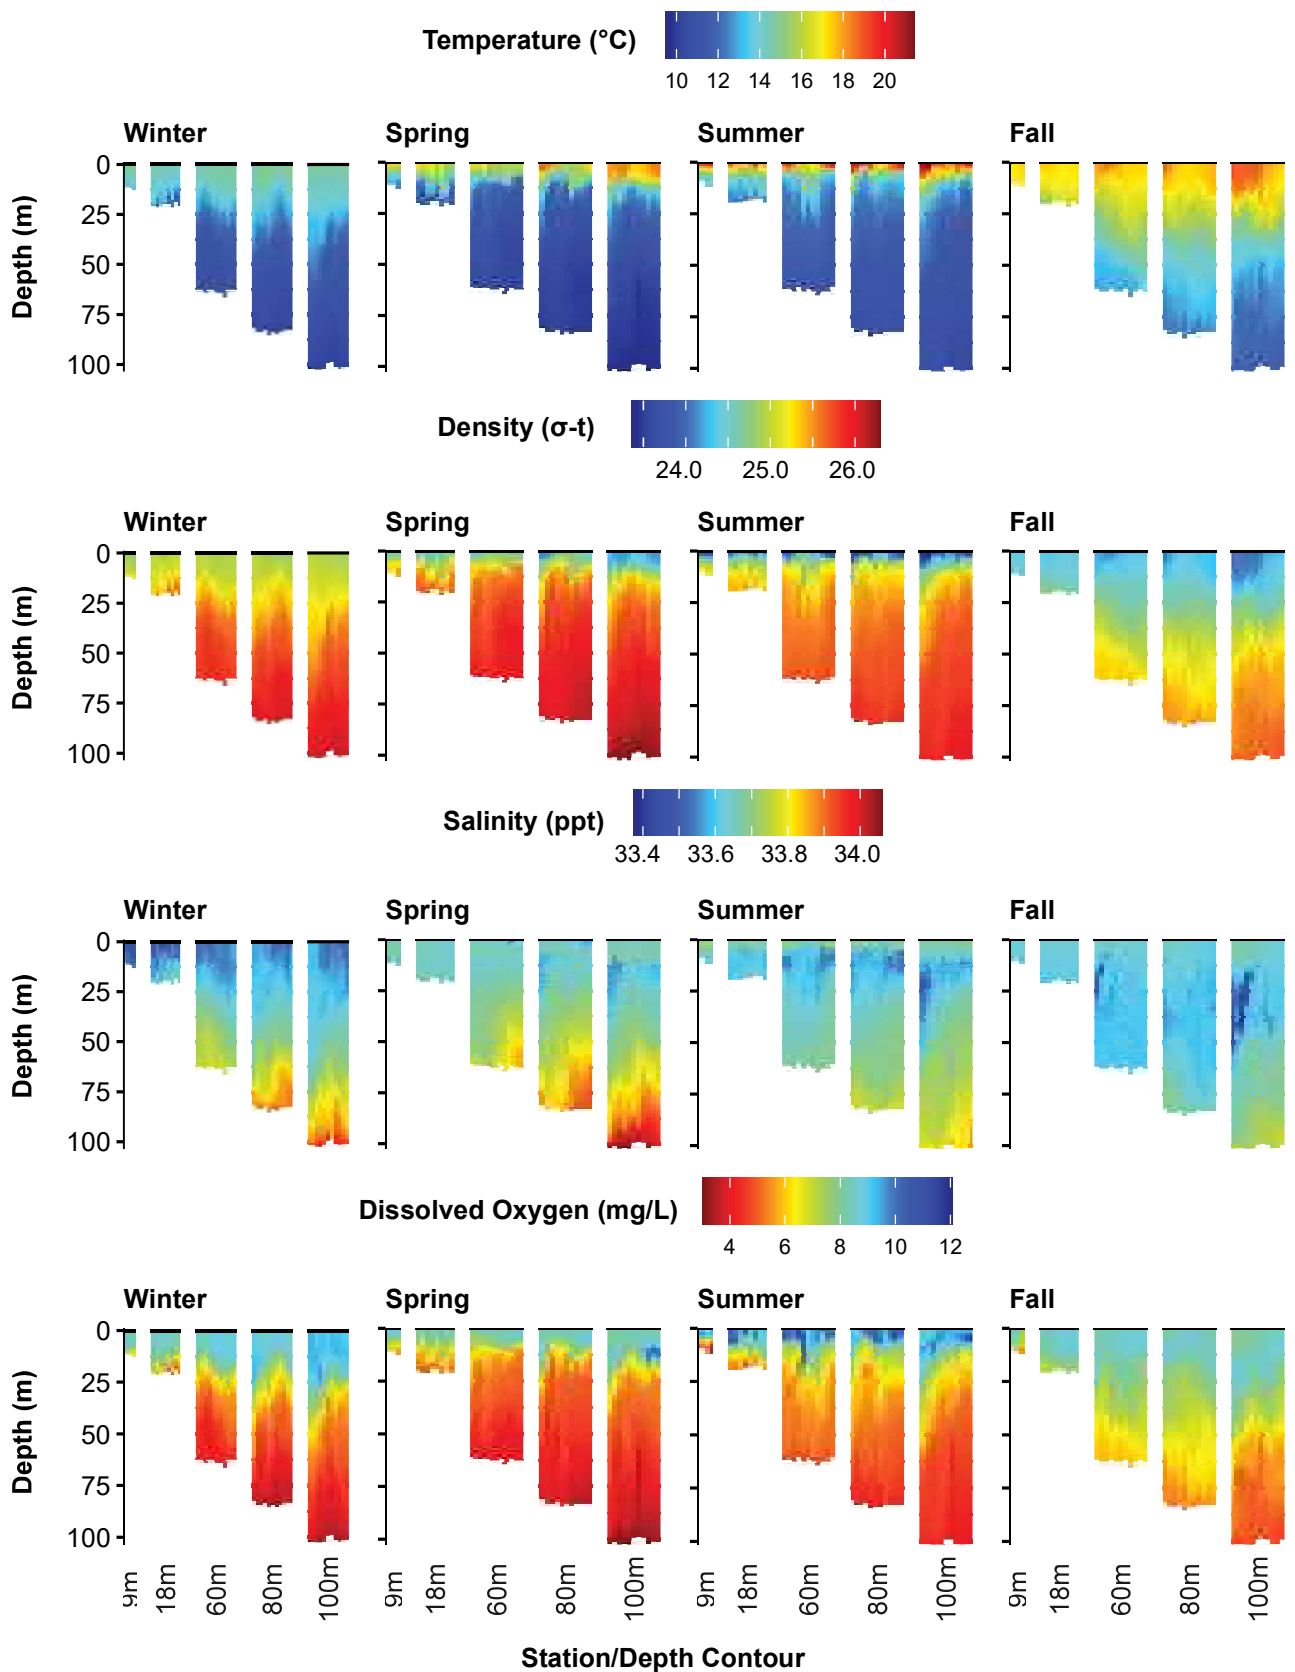 Temperature (°C)
10 12 14 16 18 20
Winter Spring Summer Fall
0
25
50
75
100
Depth (m)
Density (σ-t)
24.0 25.0 26.0
Winter Spring Summer Fall
0
25
50
75
100
Depth (m)
Salinity (ppt)
33.4 33.6 33.8 34.0
Winter Spring Summer Fall
0
25
50
75
100
Depth (m)
Dissolved Oxygen (mg/L)
4 6 8 10 12
Winter Spring Summer Fall
0
25
50
75
100
Depth (m)
9m 18m 60m 80m 100m 9m 18m 60m 80m 100m 9m 18m 60m 80m 100m 9m 18m 60m 80m 100m
Station/Depth Contour